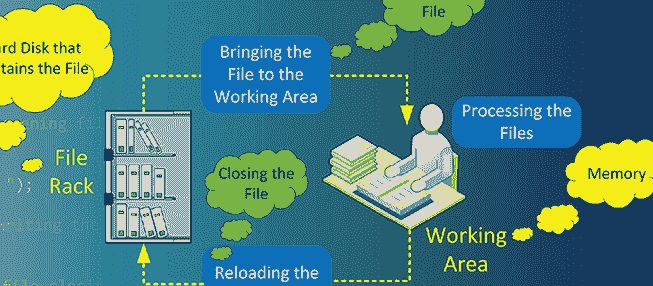 File
Bringing the
File to the
Working Area
ard Disk that
tains the File
Processing the
Files
File
Rack
Closing the
File
Memory
");
Working
Area
Reloading the